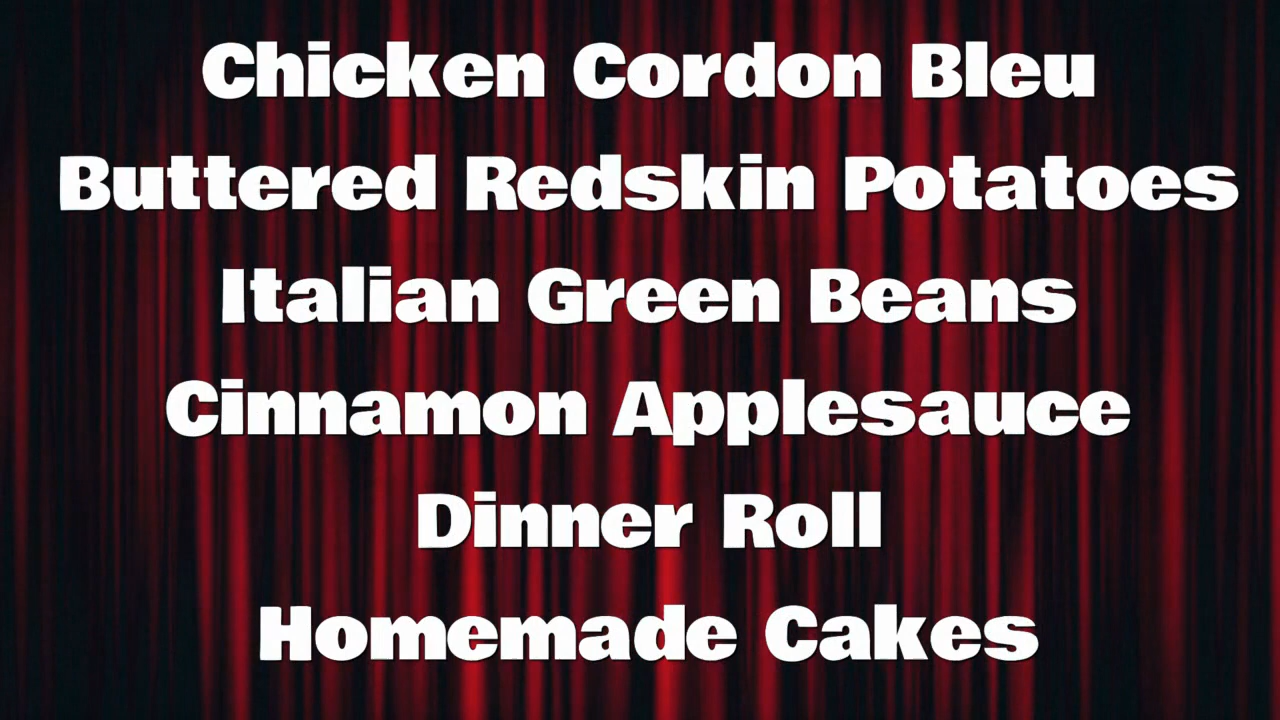 Chicken Cordon Bleu
Buttered Redskin Potatoes
Italian Green Beans
Cinnamon Applesauce
Dinner Roll
Homemade Cakes